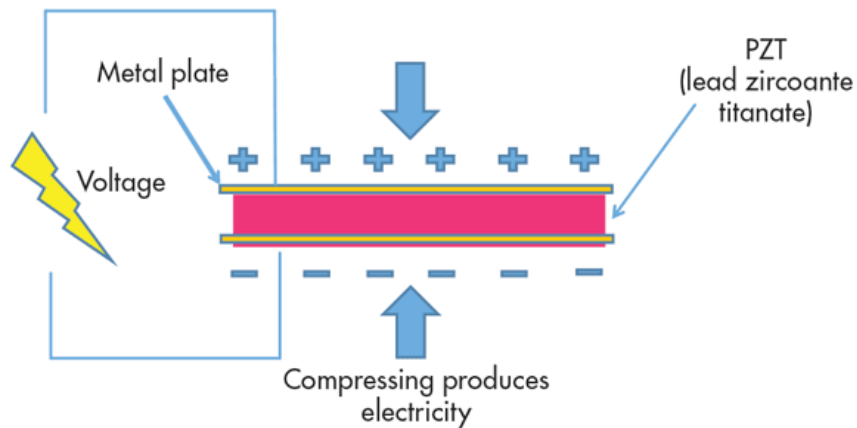 PZT
(lead zircoante
titanate)
Metal plate
Voltage
Compressing produces
electricity